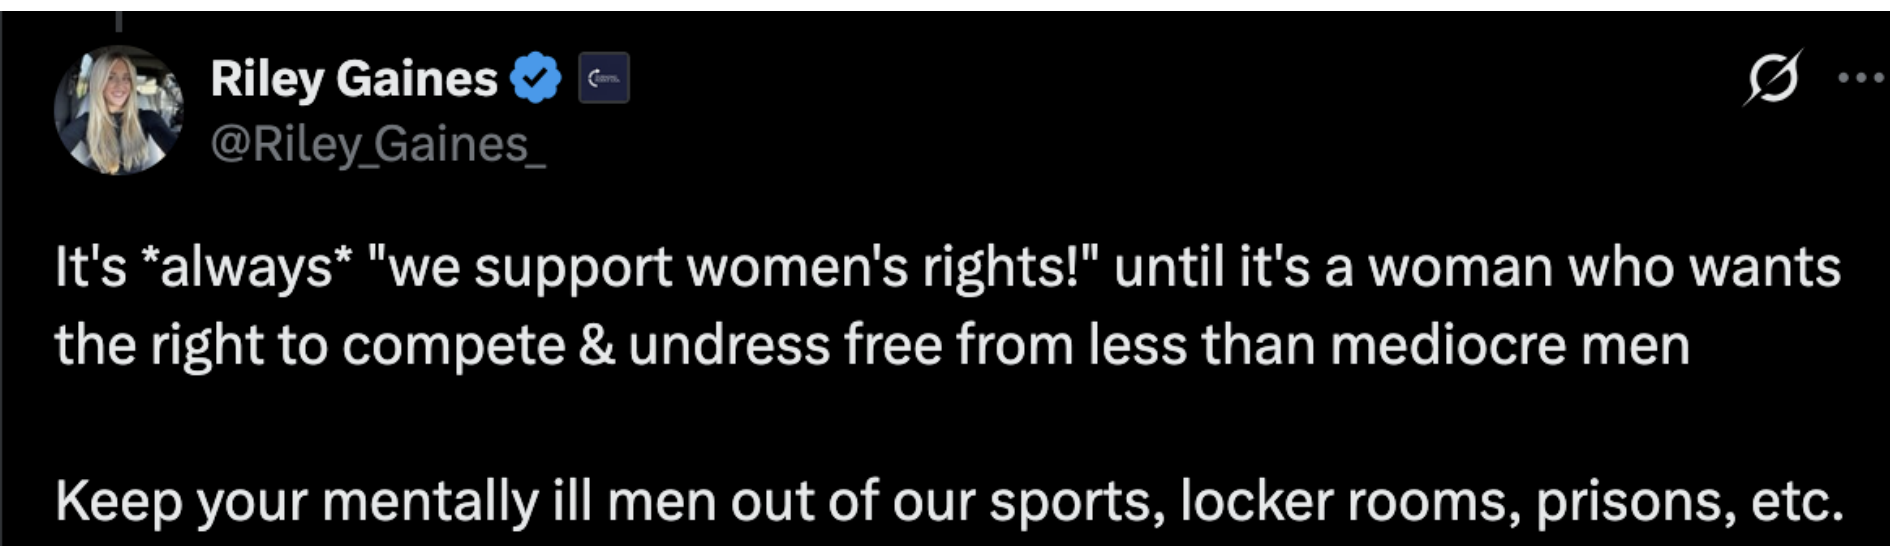 Riley Gaines
@Riley_Gaines_
It's *always* "we support women's rights!" until it's a woman who wants
the right to compete & undress free from less than mediocre men
Keep your mentally ill men out of our sports, locker rooms, prisons, etc.